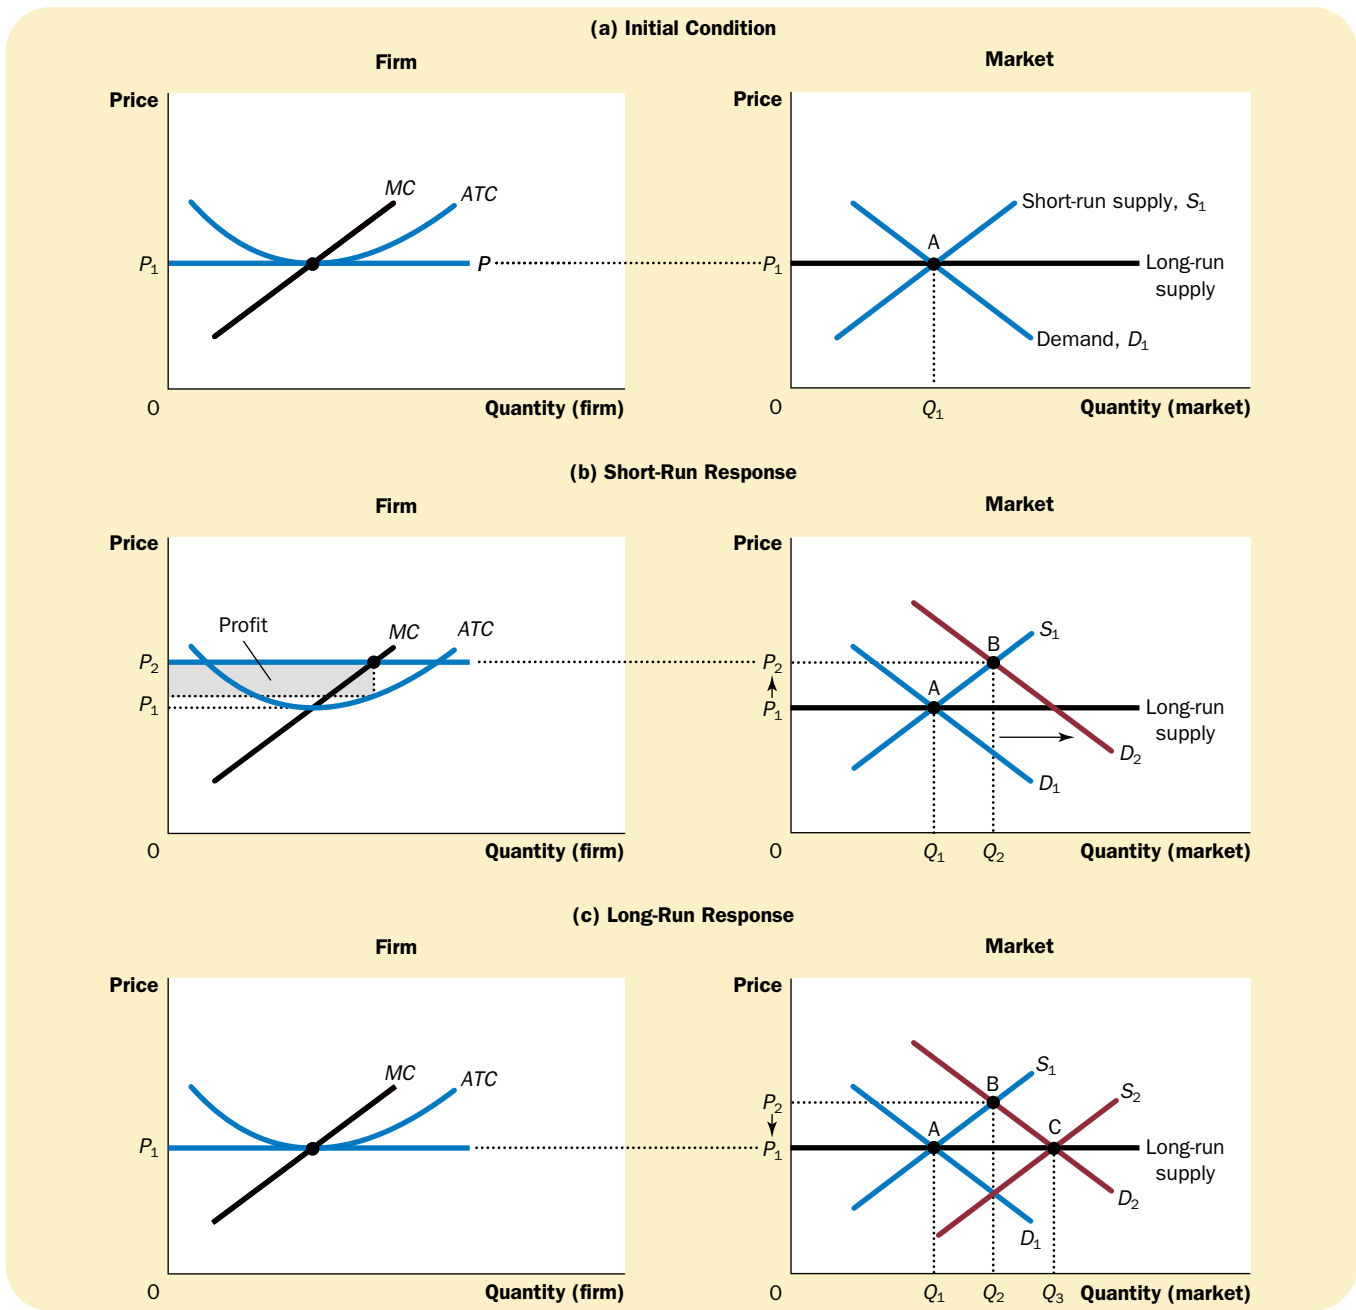 (a) Initial Condition
Firm
Market
Price
MC
ATC
P₁
P
0
Quantity (firm)
Price
Short-run supply, S₁
A
P₁
Long-run
supply
Demand, D₁
0
Q₁
Quantity (market)
(b) Short-Run Response
Firm
Market
Price
Profit
MC
ATC
P₂
P₁
0
Quantity (firm)
Price
S₁
B
P₂
A
P₁
Long-run
supply
D₂
D₁
0
Q₁
Q₂
Quantity (market)
(c) Long-Run Response
Firm
Market
Price
MC
ATC
P₁
0
Quantity (firm)
Price
S₁
B
S₂
P₂
A
C
P₁
Long-run
supply
D₂
D₁
0
Q₁
Q₂
Q₃
Quantity (market)